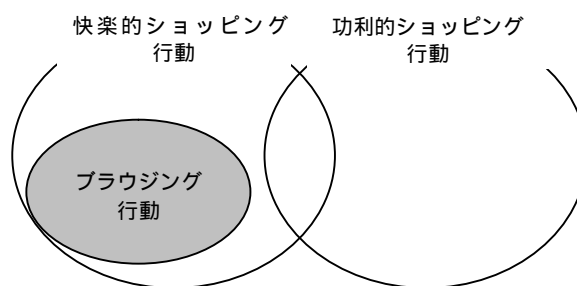 快楽的ショッピング
行動
功利的ショッピング
行動
ブラウジング
行動